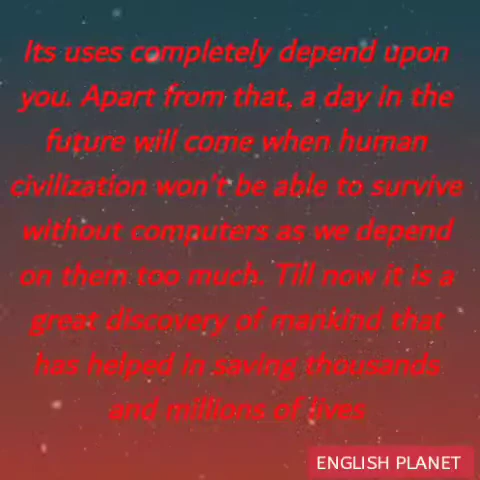 Its uses completely depend upon
you. Apart from that, a day in the
future will come when human
civilization won't be able to survive
without computers as we depend
on them too much. Till now it is a
great discovery of mankind that
has helped in saving thousands
and millions of lives
ENGLISH PLANET